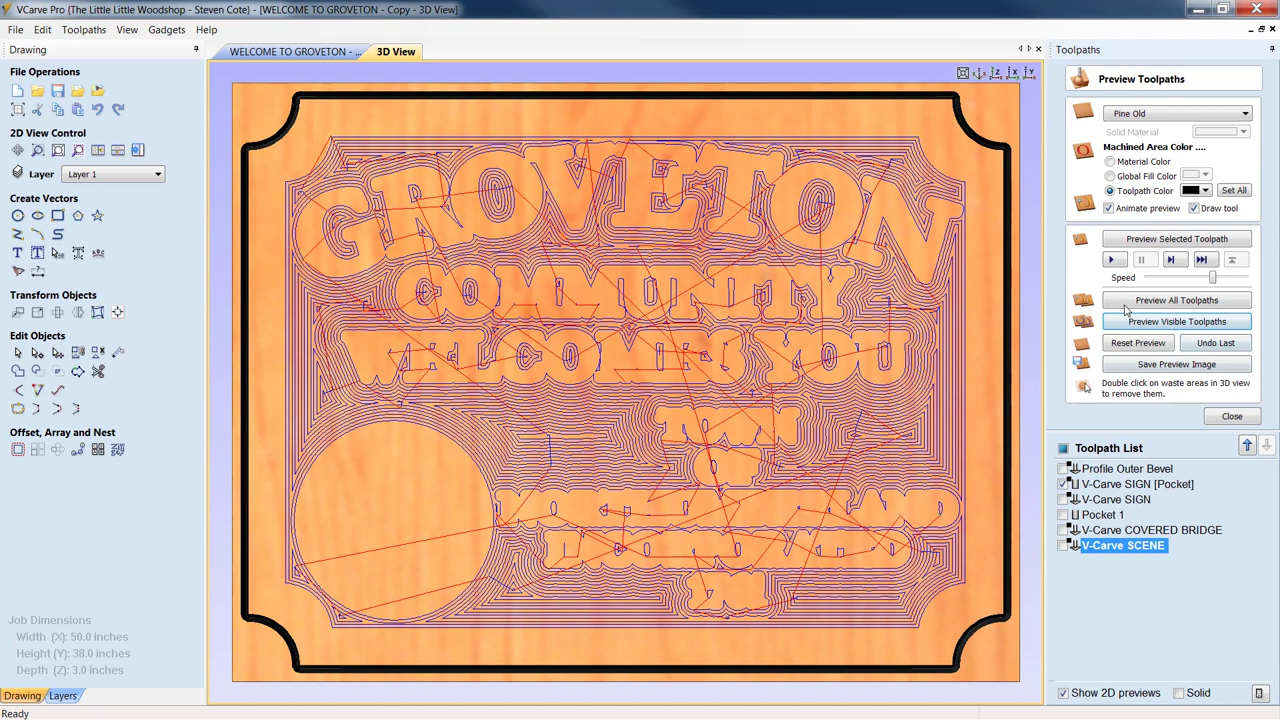 VCarve Pro (The Little Little Woodshop - Steven Cote) - [WELCOME TO GROVETON - Copy - 3D View]
File Edit Toolpaths View Gadgets Help
Drawing
File Operations
2D View Control
Layer Layer 1
Create Vectors
Transform Objects
Edit Objects
Offset, Array and Nest
Job Dimensions
Width (X): 50.0 inches
Height (Y): 38.0 inches
Depth (Z): 3.0 inches
Drawing Layers
Ready
WELCOME TO GROVETON - ... 3D View
GROVETON
COMMUNITY
WELCOMES YOU
Toolpaths
Preview Toolpaths
Pine Old
Solid Material
Machined Area Color ....
Material Color
Global Fill Color
Toolpath Color Set All
Animate preview Draw tool
Preview Selected Toolpath
Speed
Preview All Toolpaths
Preview Visible Toolpaths
Reset Preview Undo Last
Save Preview Image
Double click on waste areas in 3D view
to remove them.
Close
Toolpath List
Profile Outer Bevel
V-Carve SIGN [Pocket]
V-Carve SIGN
Pocket 1
V-Carve COVERED BRIDGE
V-Carve SCENE
Show 2D previews Solid